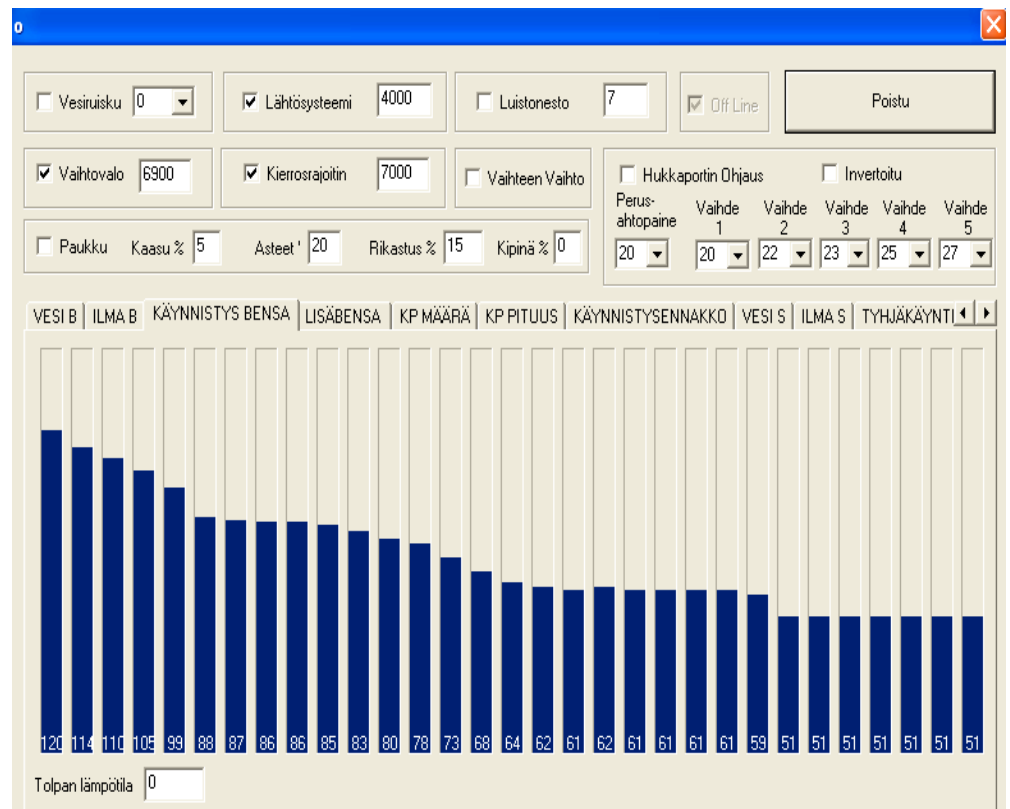 o
Vesiruisku 0 Lähtösysteemi 4000 Luistonesto 7 Off Line Poistu
Vaihtovalo 6900 Kierrosrajoitin 7000 Vaihteen Vaihto
Hukkaportin Ohjaus Invertoitu
Perus-ahtopaine Vaihde 1 Vaihde 2 Vaihde 3 Vaihde 4 Vaihde 5
20 20 22 23 25 27
Paukku Kaasu % 5 Asteet ' 20 Rikastus % 15 Kipinä % 0
VESI B ILMA B KÄYNNISTYS BENSA LISÄBENSA KP MÄÄRÄ KP PITUUS KÄYNNISTYSENNAKKO VESI S ILMA S TYHJÄKÄYNTI
120 114 110 105 99 88 87 86 86 85 83 80 78 73 68 64 62 61 62 61 61 61 61 59 51 51 51 51 51 51 51
Tolpan lämpötila 0